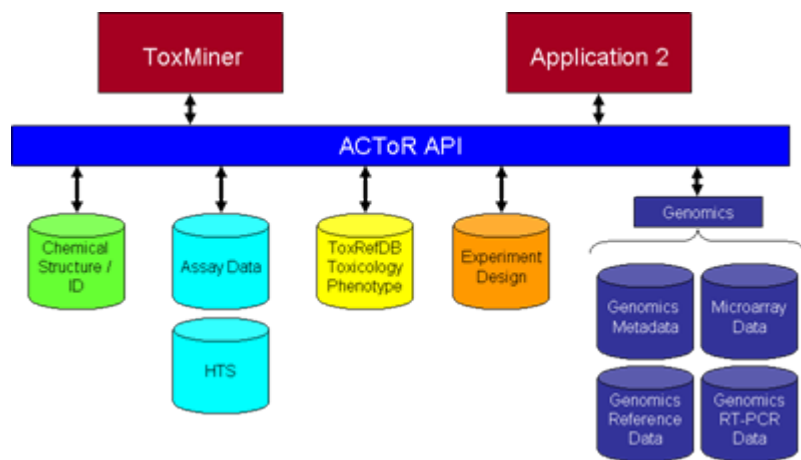 ToxMiner
Application 2
ACToR API
Chemical
Structure /
ID
Assay Data
ToxRefDB
Toxicology
Phenotype
Experiment
Design
Genomics
HTS
Genomics
Metadata
Microarray
Data
Genomics
Reference
Data
Genomics
RT-PCR
Data